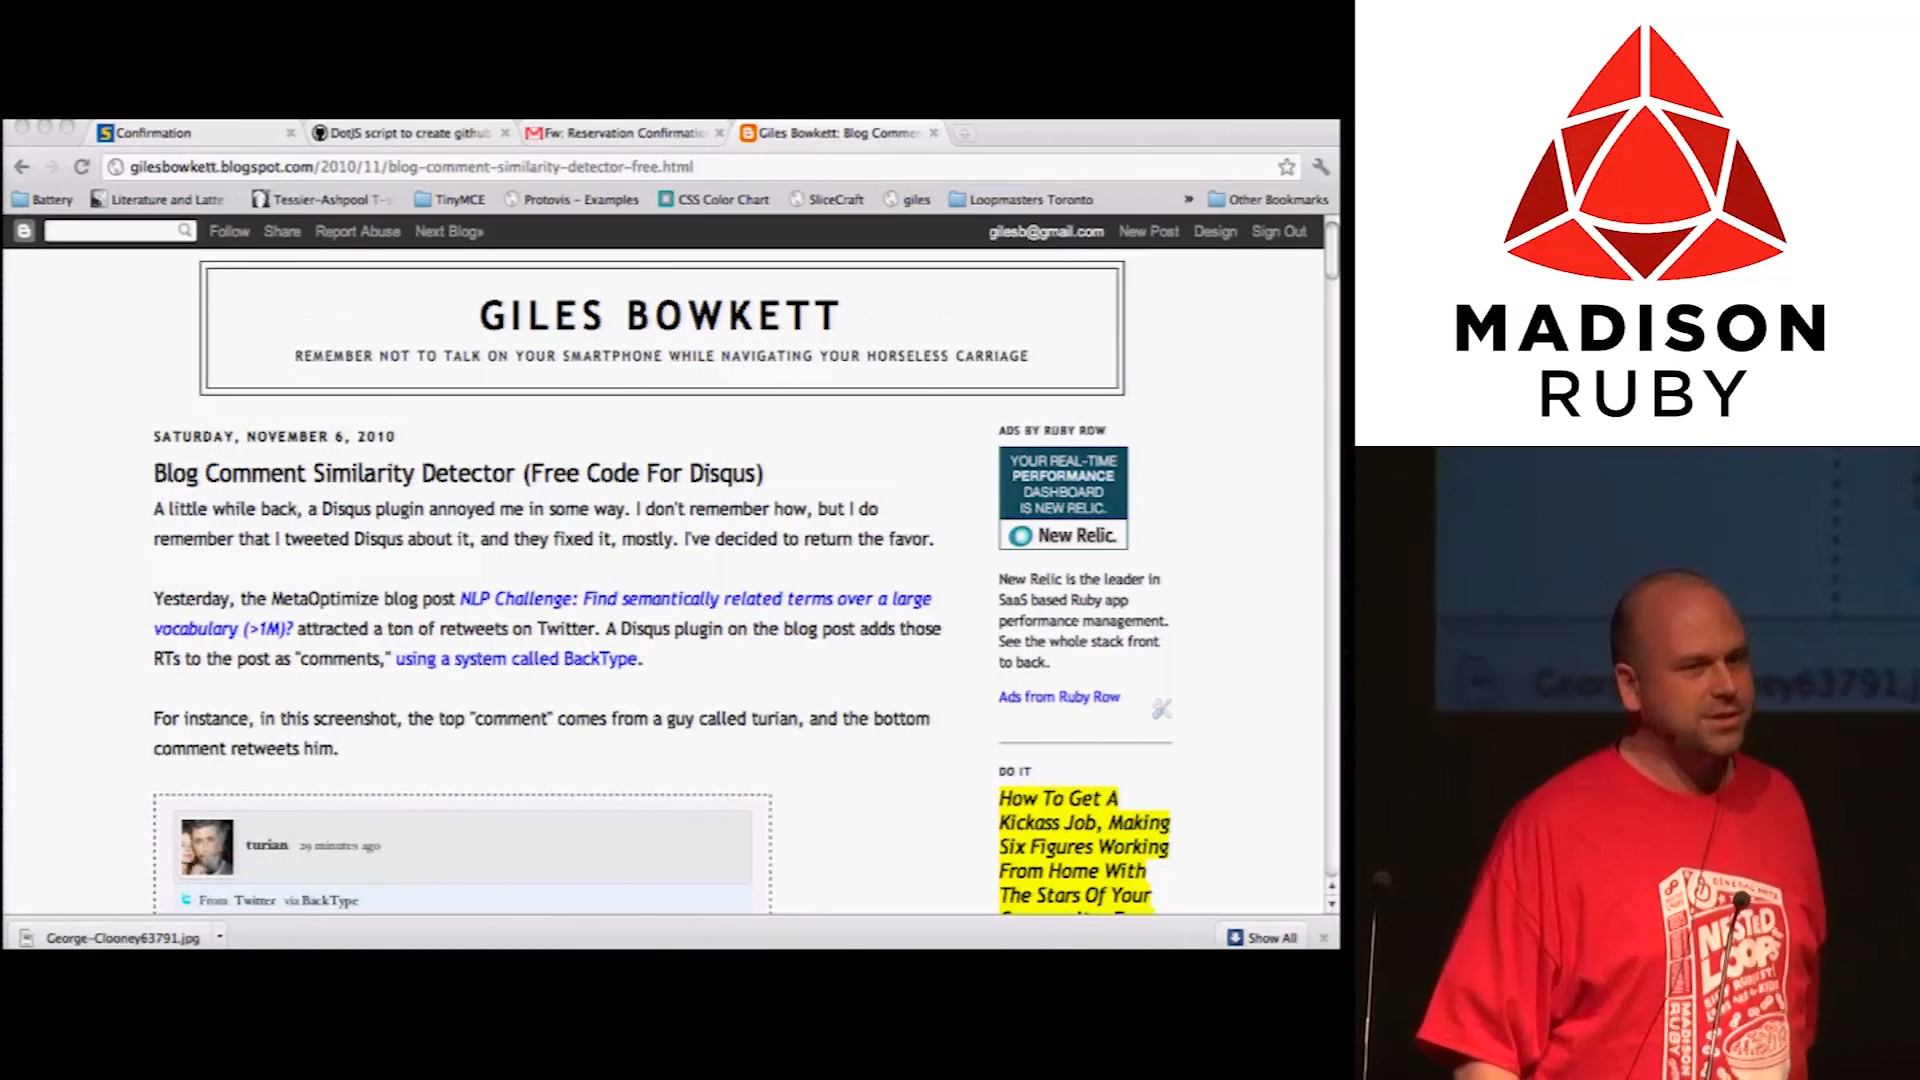 Confirmation
DotJS script to create github
Fw: Reservation Confirmatio
Giles Bowkett: Blog Commen
gilesbowkett.blogspot.com/2010/11/blog-comment-similarity-detector-free.html
Battery
Literature and Latte
Tessier-Ashpool T-s
TinyMCE
Protovis - Examples
CSS Color Chart
SliceCraft
giles
Loopmasters Toronto
»
Other Bookmarks
Follow Share Report Abuse Next Blog»
gilesb@gmail.com New Post Design Sign Out
GILES BOWKETT
REMEMBER NOT TO TALK ON YOUR SMARTPHONE WHILE NAVIGATING YOUR HORSELESS CARRIAGE
SATURDAY, NOVEMBER 6, 2010
Blog Comment Similarity Detector (Free Code For Disqus)
A little while back, a Disqus plugin annoyed me in some way. I don't remember how, but I do
remember that I tweeted Disqus about it, and they fixed it, mostly. I've decided to return the favor.
Yesterday, the MetaOptimize blog post NLP Challenge: Find semantically related terms over a large
vocabulary (>1M)? attracted a ton of retweets on Twitter. A Disqus plugin on the blog post adds those
RTs to the post as "comments," using a system called BackType.
For instance, in this screenshot, the top "comment" comes from a guy called turian, and the bottom
comment retweets him.
turian 29 minutes ago
From Twitter via BackType
ADS BY RUBY ROW
YOUR REAL-TIME
PERFORMANCE
DASHBOARD
IS NEW RELIC.
New Relic.
New Relic is the leader in
SaaS based Ruby app
performance management.
See the whole stack front
to back.
Ads from Ruby Row
DO IT
How To Get A
Kickass Job, Making
Six Figures Working
From Home With
The Stars Of Your
George-Clooney63791.jpg
Show All
MADISON
RUBY
NESTED
LOOPS
MADISON
RUBY